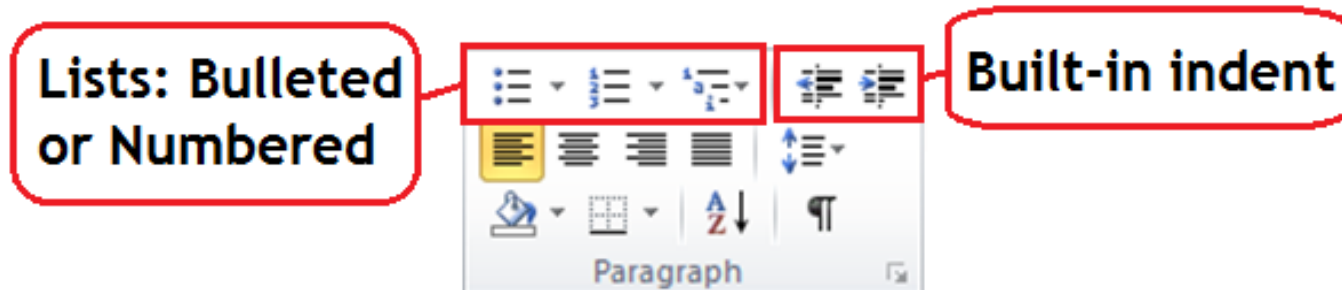 Lists: Bulleted
or Numbered
Built-in indent
Paragraph